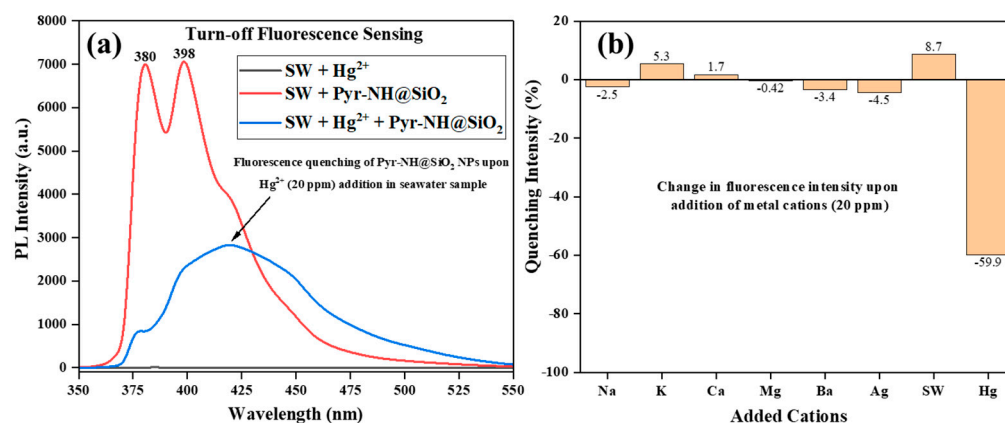 (a)
Turn-off Fluorescence Sensing
380
398
SW + Hg²⁺
SW + Pyr-NH@SiO₂
SW + Hg²⁺ + Pyr-NH@SiO₂
Fluorescence quenching of Pyr-NH@SiO₂ NPs upon
Hg²⁺ (20 ppm) addition in seawater sample
PL Intensity (a.u.)
8000
7000
6000
5000
4000
3000
2000
1000
0
350 375 400 425 450 475 500 525 550
Wavelength (nm)
(b)
Quenching Intensity (%)
20
0
-20
-40
-60
-80
-100
-2.5
5.3
1.7
-0.42
-3.4
-4.5
8.7
-59.9
Change in fluorescence intensity upon
addition of metal cations (20 ppm)
Na K Ca Mg Ba Ag SW Hg
Added Cations